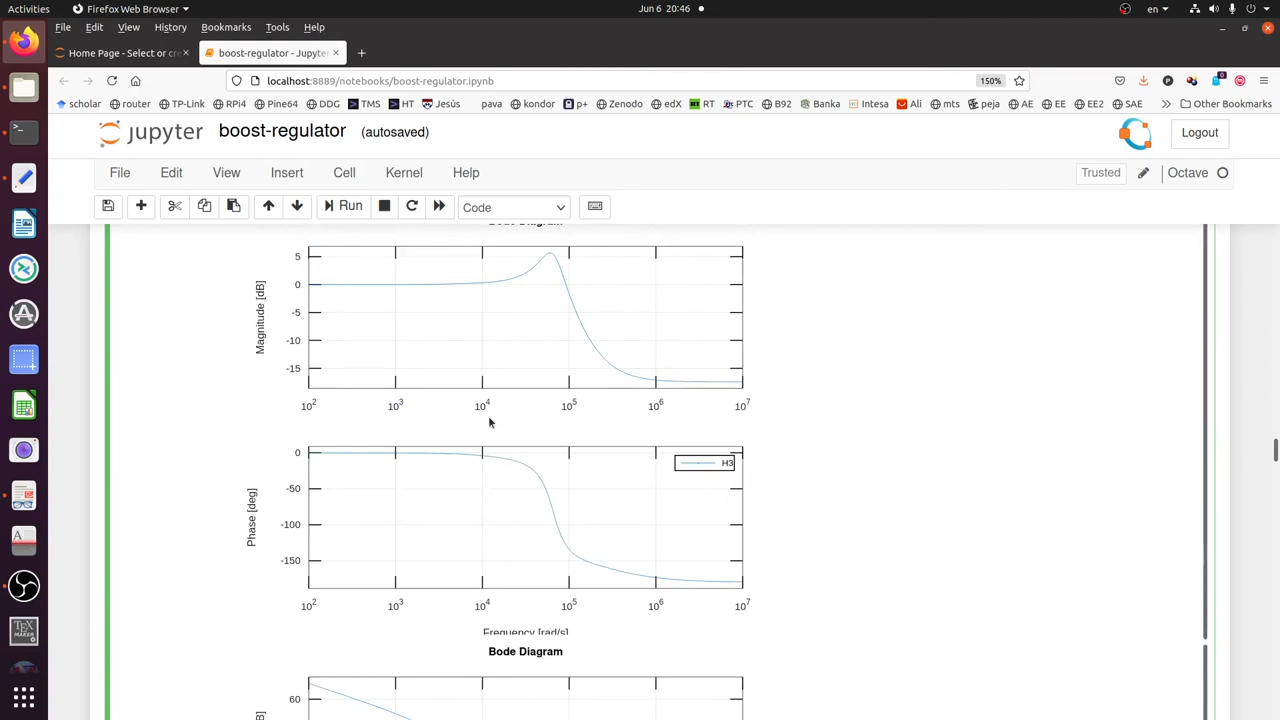 Activities
Firefox Web Browser
Jun 6 20:46
en
File Edit View History Bookmarks Tools Help
Home Page - Select or cre
boost-regulator - Jupyte
localhost:8889/notebooks/boost-regulator.ipynb
150%
scholar router TP-Link RPi4 Pine64 DDG TMS HT Jesús pava kondor p+ Zenodo edX RT PTC B92 Banka Intesa Ali mts peja AE EE EE2 SAE Other Bookmarks
jupyter boost-regulator (autosaved)
Logout
File Edit View Insert Cell Kernel Help
Trusted
Octave
Run
Code
Bode Diagram
Magnitude [dB]
5
0
-5
-10
-15
10^2 10^3 10^4 10^5 10^6 10^7
Phase [deg]
0
-50
-100
-150
H3
10^2 10^3 10^4 10^5 10^6 10^7
Frequency [rad/s]
Bode Diagram
60
B]